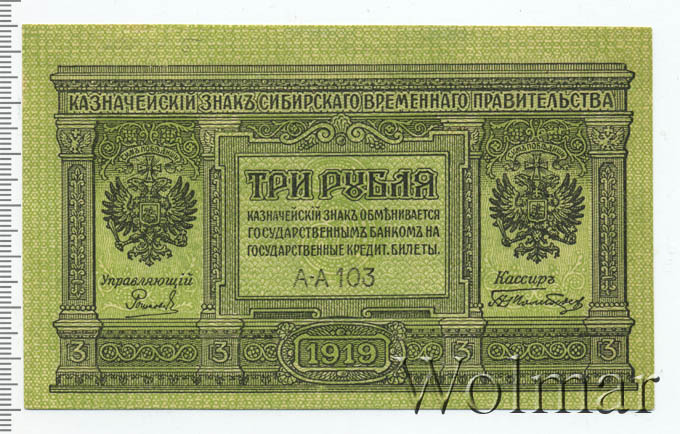 КАЗНАЧЕЙСКІЙ ЗНАКЪ СИБИРСКАГО ВРЕМЕННАГО ПРАВИТЕЛЬСТВА
ТРИ РУБЛЯ
КАЗНАЧЕЙСКІЙ ЗНАКЪ ОБМѢНИВАЕТСЯ
ГОСУДАРСТВЕННЫМЪ БАНКОМЪ НА
ГОСУДАРСТВЕННЫЕ КРЕДИТ. БИЛЕТЫ.
А-А 103
Управляющій
Кассиръ
3 3 1919 3 3
Wolmar